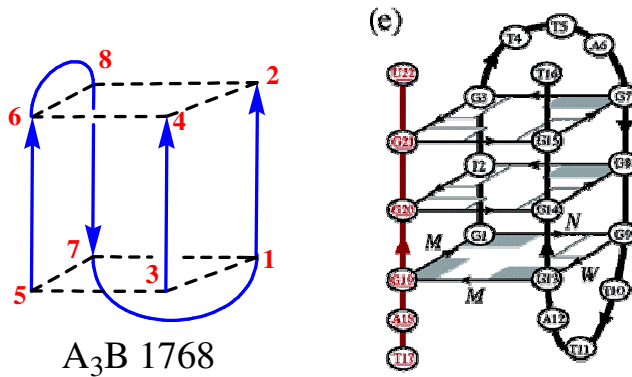 8
2
6
4
7
3
1
5
A₃B 1768
(e)
T4 T5 A6
U22 T16
G3 G7
G21 G15
T2 G8
G20 G14
N
M G1 G9
W
G19 M G13
T10
A18 A12
T11
T17